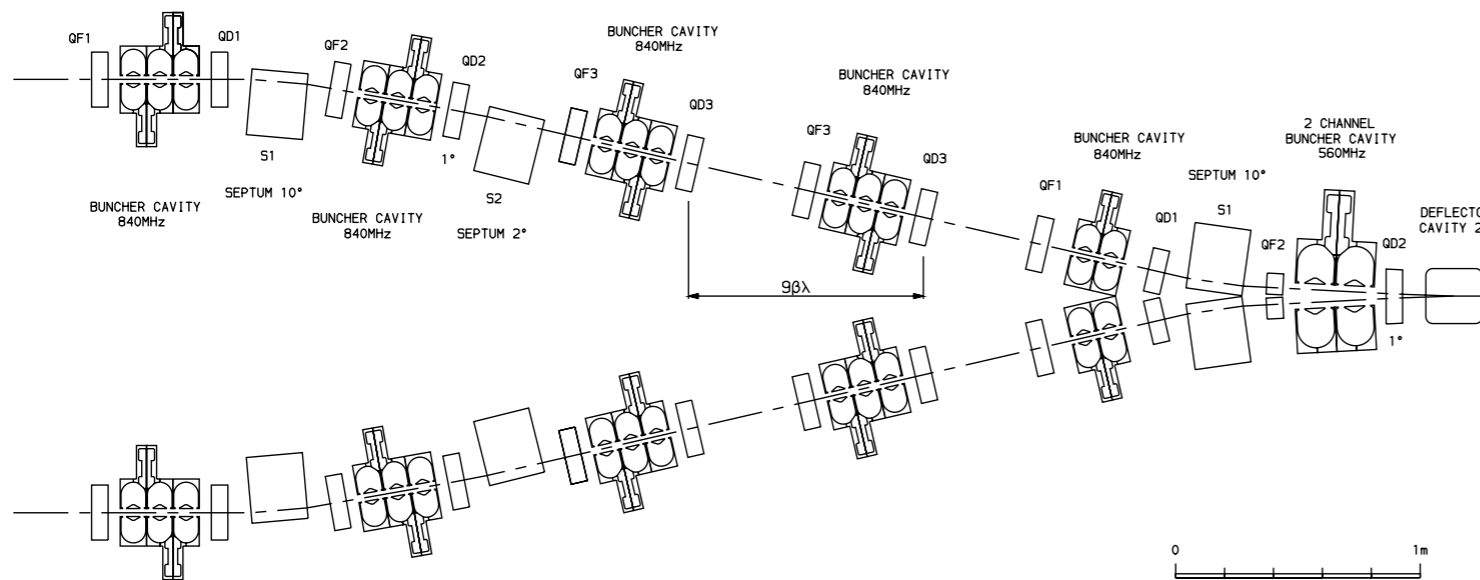 BUNCHER CAVITY
840MHz
QF1
QD1
QF2
QD2
QF3
QD3
BUNCHER CAVITY
840MHz
QF3
QD3
BUNCHER CAVITY
840MHz
QF1
QD1
2 CHANNEL
BUNCHER CAVITY
560MHz
SEPTUM 10°
S1
QF2
QD2
DEFLECTO
CAVITY 2
S1
SEPTUM 10°
1°
S2
SEPTUM 2°
BUNCHER CAVITY
840MHz
BUNCHER CAVITY
840MHz
9βλ
1°
0
1m